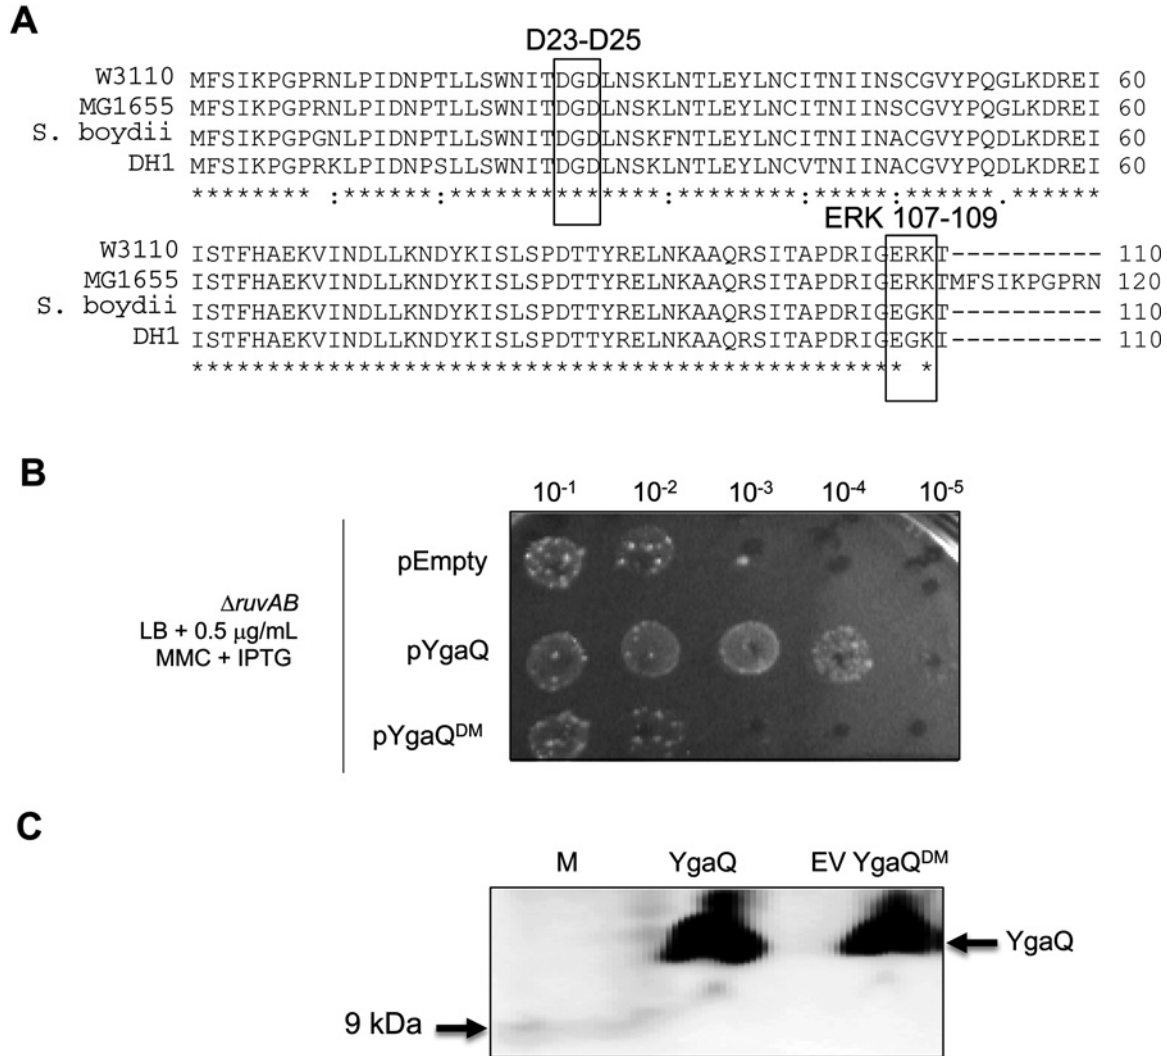 A
D23-D25
W3110 MFSIKPGPRNLPIDNPTLLSWNITDGDLNSKLNTLEYLNCITNIINSCGVYPQGLKDREI 60
MG1655 MFSIKPGPRNLPIDNPTLLSWNITDGDLNSKLNTLEYLNCITNIINSCGVYPQGLKDREI 60
S. boydii MFSIKPGPGNLPIDNPTLLSWNITDGDLNSKFNTLEYLNCITNIINACGVYPQDLKDREI 60
DH1 MFSIKPGPRKLPIDNPSLLSWNITDGDLNSKLNTLEYLNCVTNIINACGVYPQDLKDREI 60
******** :******:**************:********:*****:******.******
ERK 107-109
W3110 ISTFHAEKVINDLLKNDYKISLSPDTTYRELNKAAQRSITAPDRIGERKT---------- 110
MG1655 ISTFHAEKVINDLLKNDYKISLSPDTTYRELNKAAQRSITAPDRIGERKTMFSIKPGPRN 120
S. boydii ISTFHAEKVINDLLKNDYKISLSPDTTYRELNKAAQRSITAPDRIGEGKT---------- 110
DH1 ISTFHAEKVINDLLKNDYKISLSPDTTYRELNKAAQRSITAPDRIGEGKI---------- 110
*********************************************** *
B
10-1 10-2 10-3 10-4 10-5
pEmpty
ΔruvAB
LB + 0.5 μg/mL
MMC + IPTG
pYgaQ
pYgaQDM
C
M YgaQ EV YgaQDM
YgaQ
9 kDa